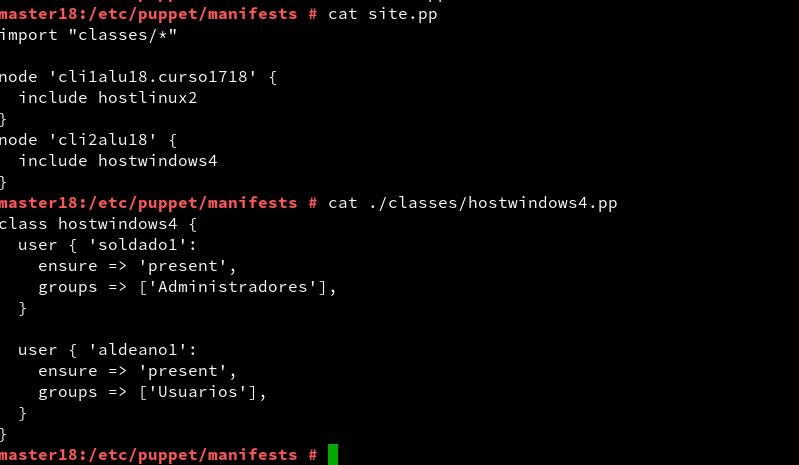 master18:/etc/puppet/manifests # cat site.pp
import "classes/*"

node 'cli1alu18.curso1718' {
  include hostlinux2
}
node 'cli2alu18' {
  include hostwindows4
}
master18:/etc/puppet/manifests # cat ./classes/hostwindows4.pp
class hostwindows4 {
  user { 'soldado1':
    ensure => 'present',
    groups => ['Administradores'],
  }

  user { 'aldeano1':
    ensure => 'present',
    groups => ['Usuarios'],
  }
}
master18:/etc/puppet/manifests #